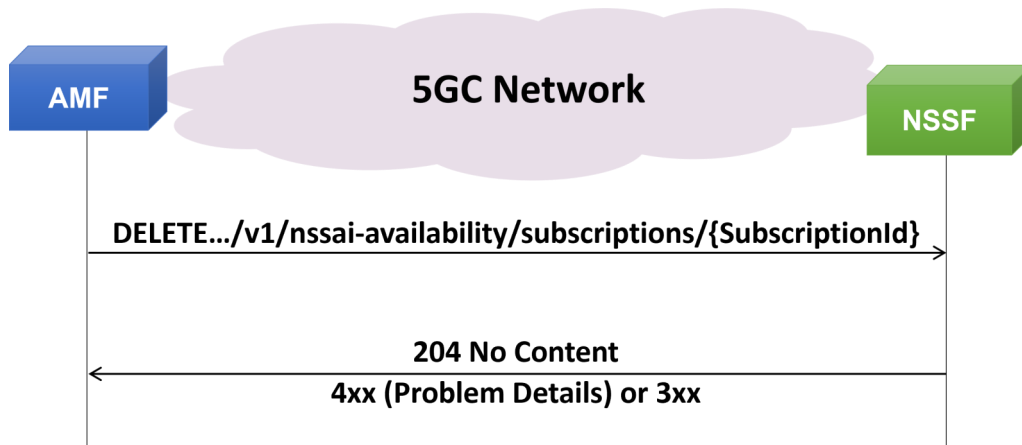 5GC Network
AMF
NSSF
DELETE…/v1/nssai-availability/subscriptions/{SubscriptionId}
204 No Content
4xx (Problem Details) or 3xx